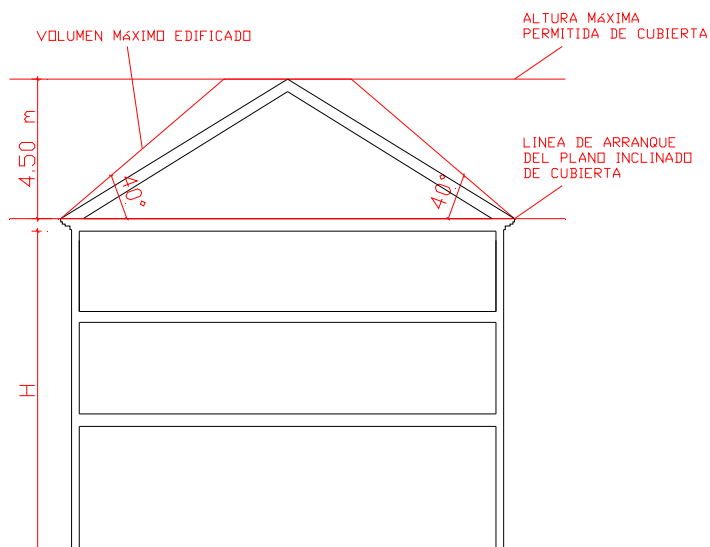 ALTURA MáXIMA
PERMITIDA DE CUBIERTA
VOLUMEN MáXIMO EDIFICADO
4.50 m
LINEA DE ARRANQUE
DEL PLANO INCLINADO
DE CUBIERTA
40°
40°
H